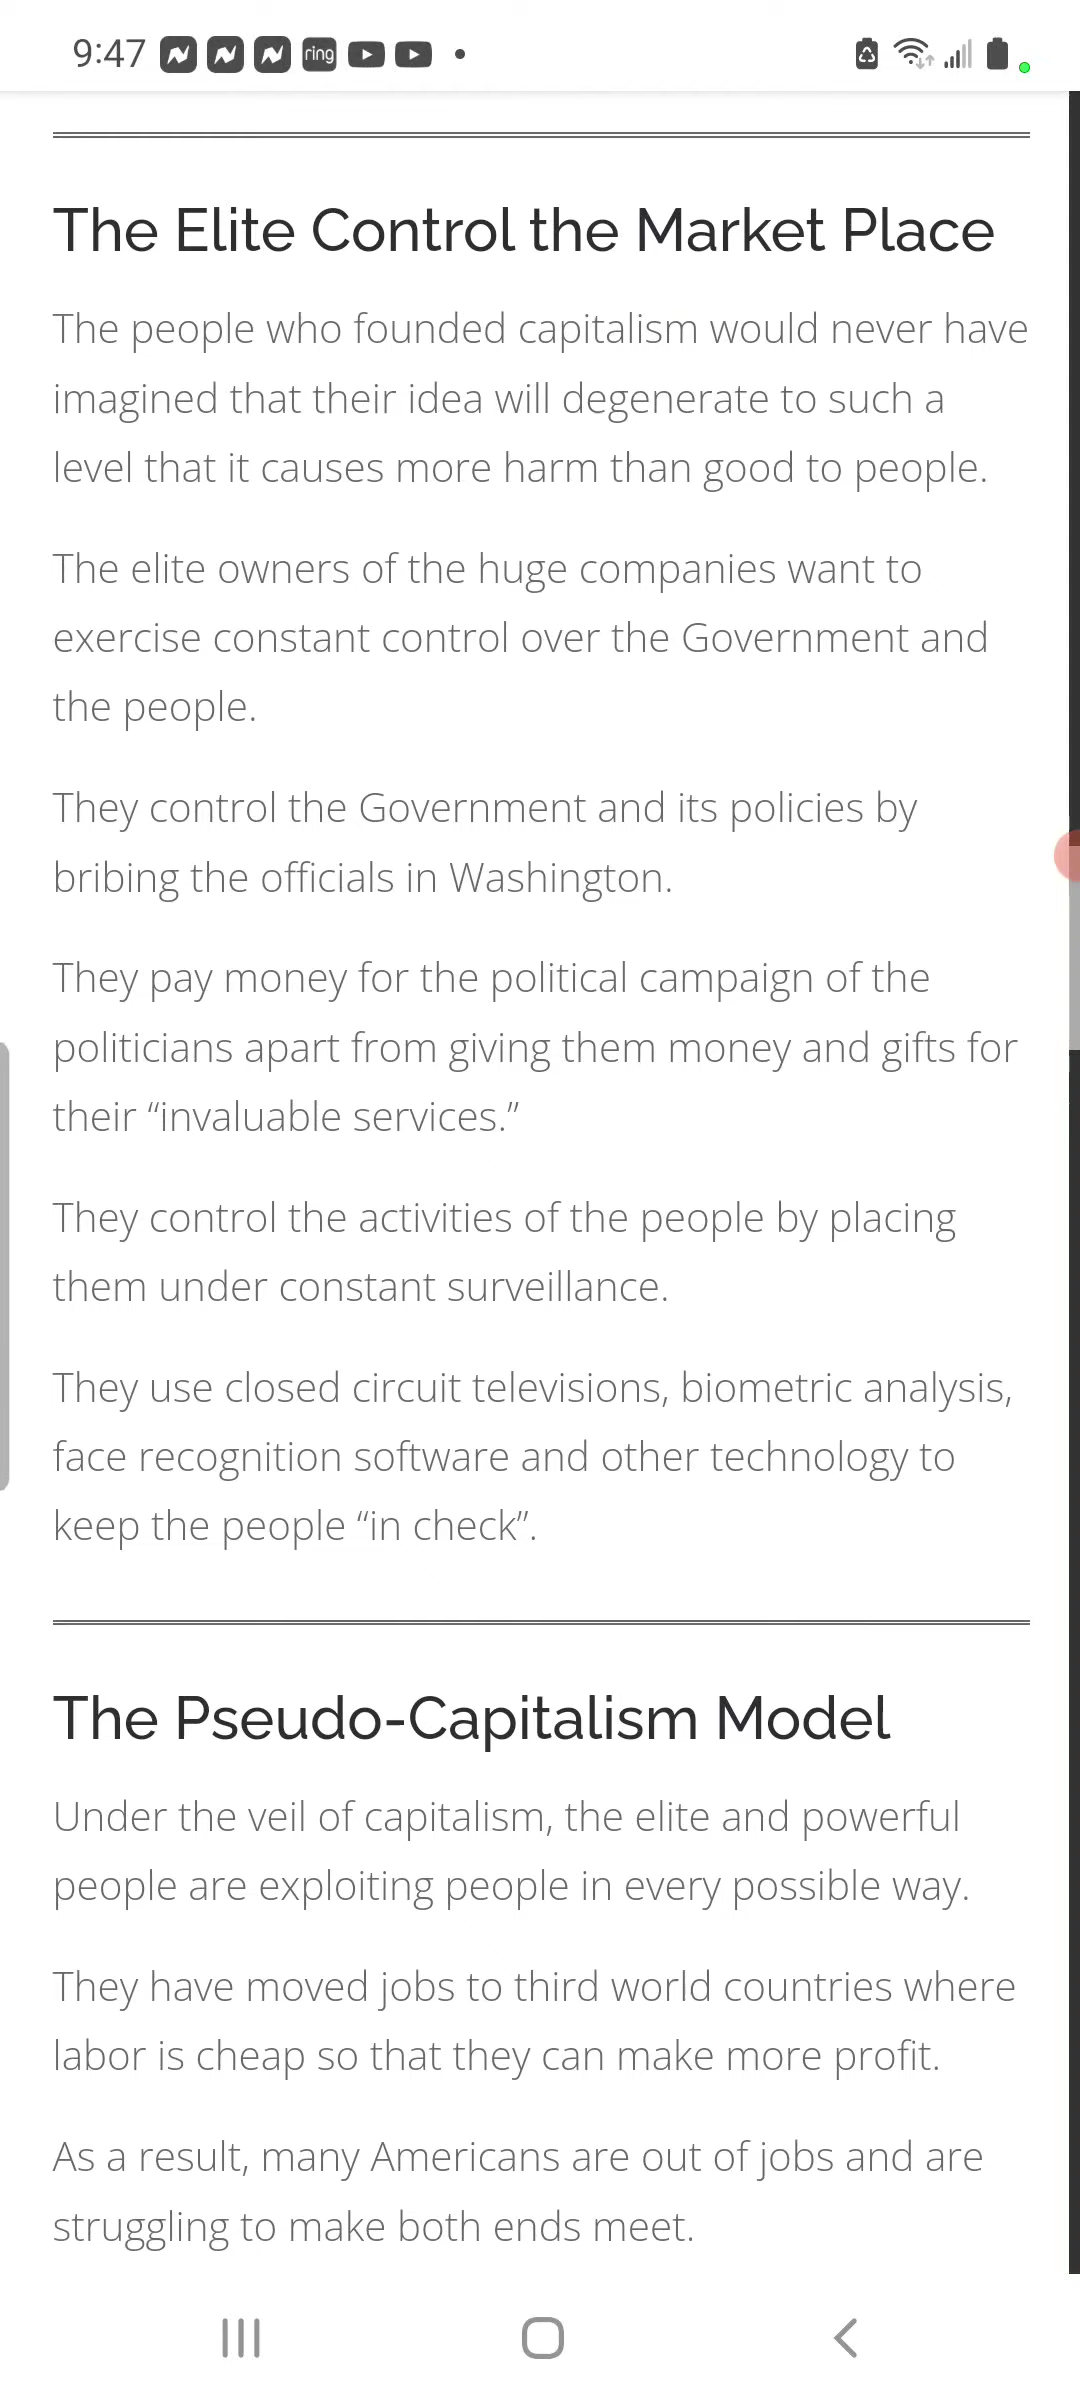 9:47
ring
The Elite Control the Market Place
The people who founded capitalism would never have
imagined that their idea will degenerate to such a
level that it causes more harm than good to people.
The elite owners of the huge companies want to
exercise constant control over the Government and
the people.
They control the Government and its policies by
bribing the officials in Washington.
They pay money for the political campaign of the
politicians apart from giving them money and gifts for
their “invaluable services.”
They control the activities of the people by placing
them under constant surveillance.
They use closed circuit televisions, biometric analysis,
face recognition software and other technology to
keep the people “in check”.
The Pseudo-Capitalism Model
Under the veil of capitalism, the elite and powerful
people are exploiting people in every possible way.
They have moved jobs to third world countries where
labor is cheap so that they can make more profit.
As a result, many Americans are out of jobs and are
struggling to make both ends meet.